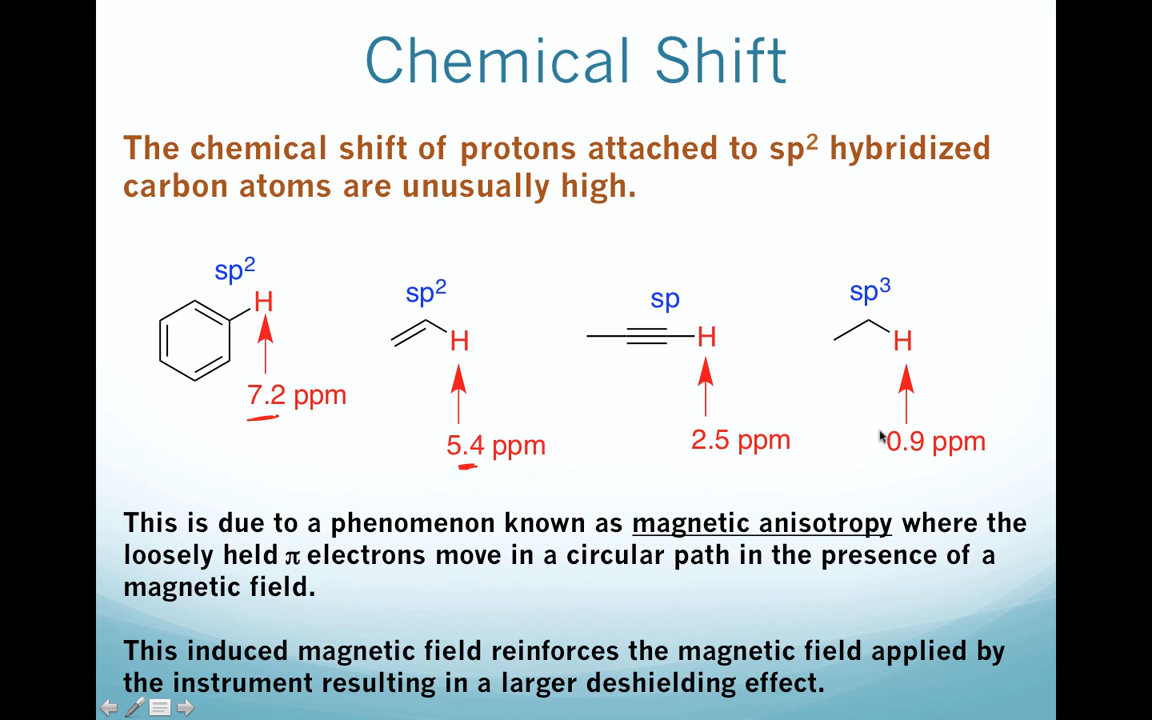 Chemical Shift
The chemical shift of protons attached to sp² hybridized
carbon atoms are unusually high.
sp²
H
7.2 ppm
sp²
H
5.4 ppm
sp
H
2.5 ppm
sp³
H
0.9 ppm
This is due to a phenomenon known as magnetic anisotropy where the
loosely held π electrons move in a circular path in the presence of a
magnetic field.
This induced magnetic field reinforces the magnetic field applied by
the instrument resulting in a larger deshielding effect.